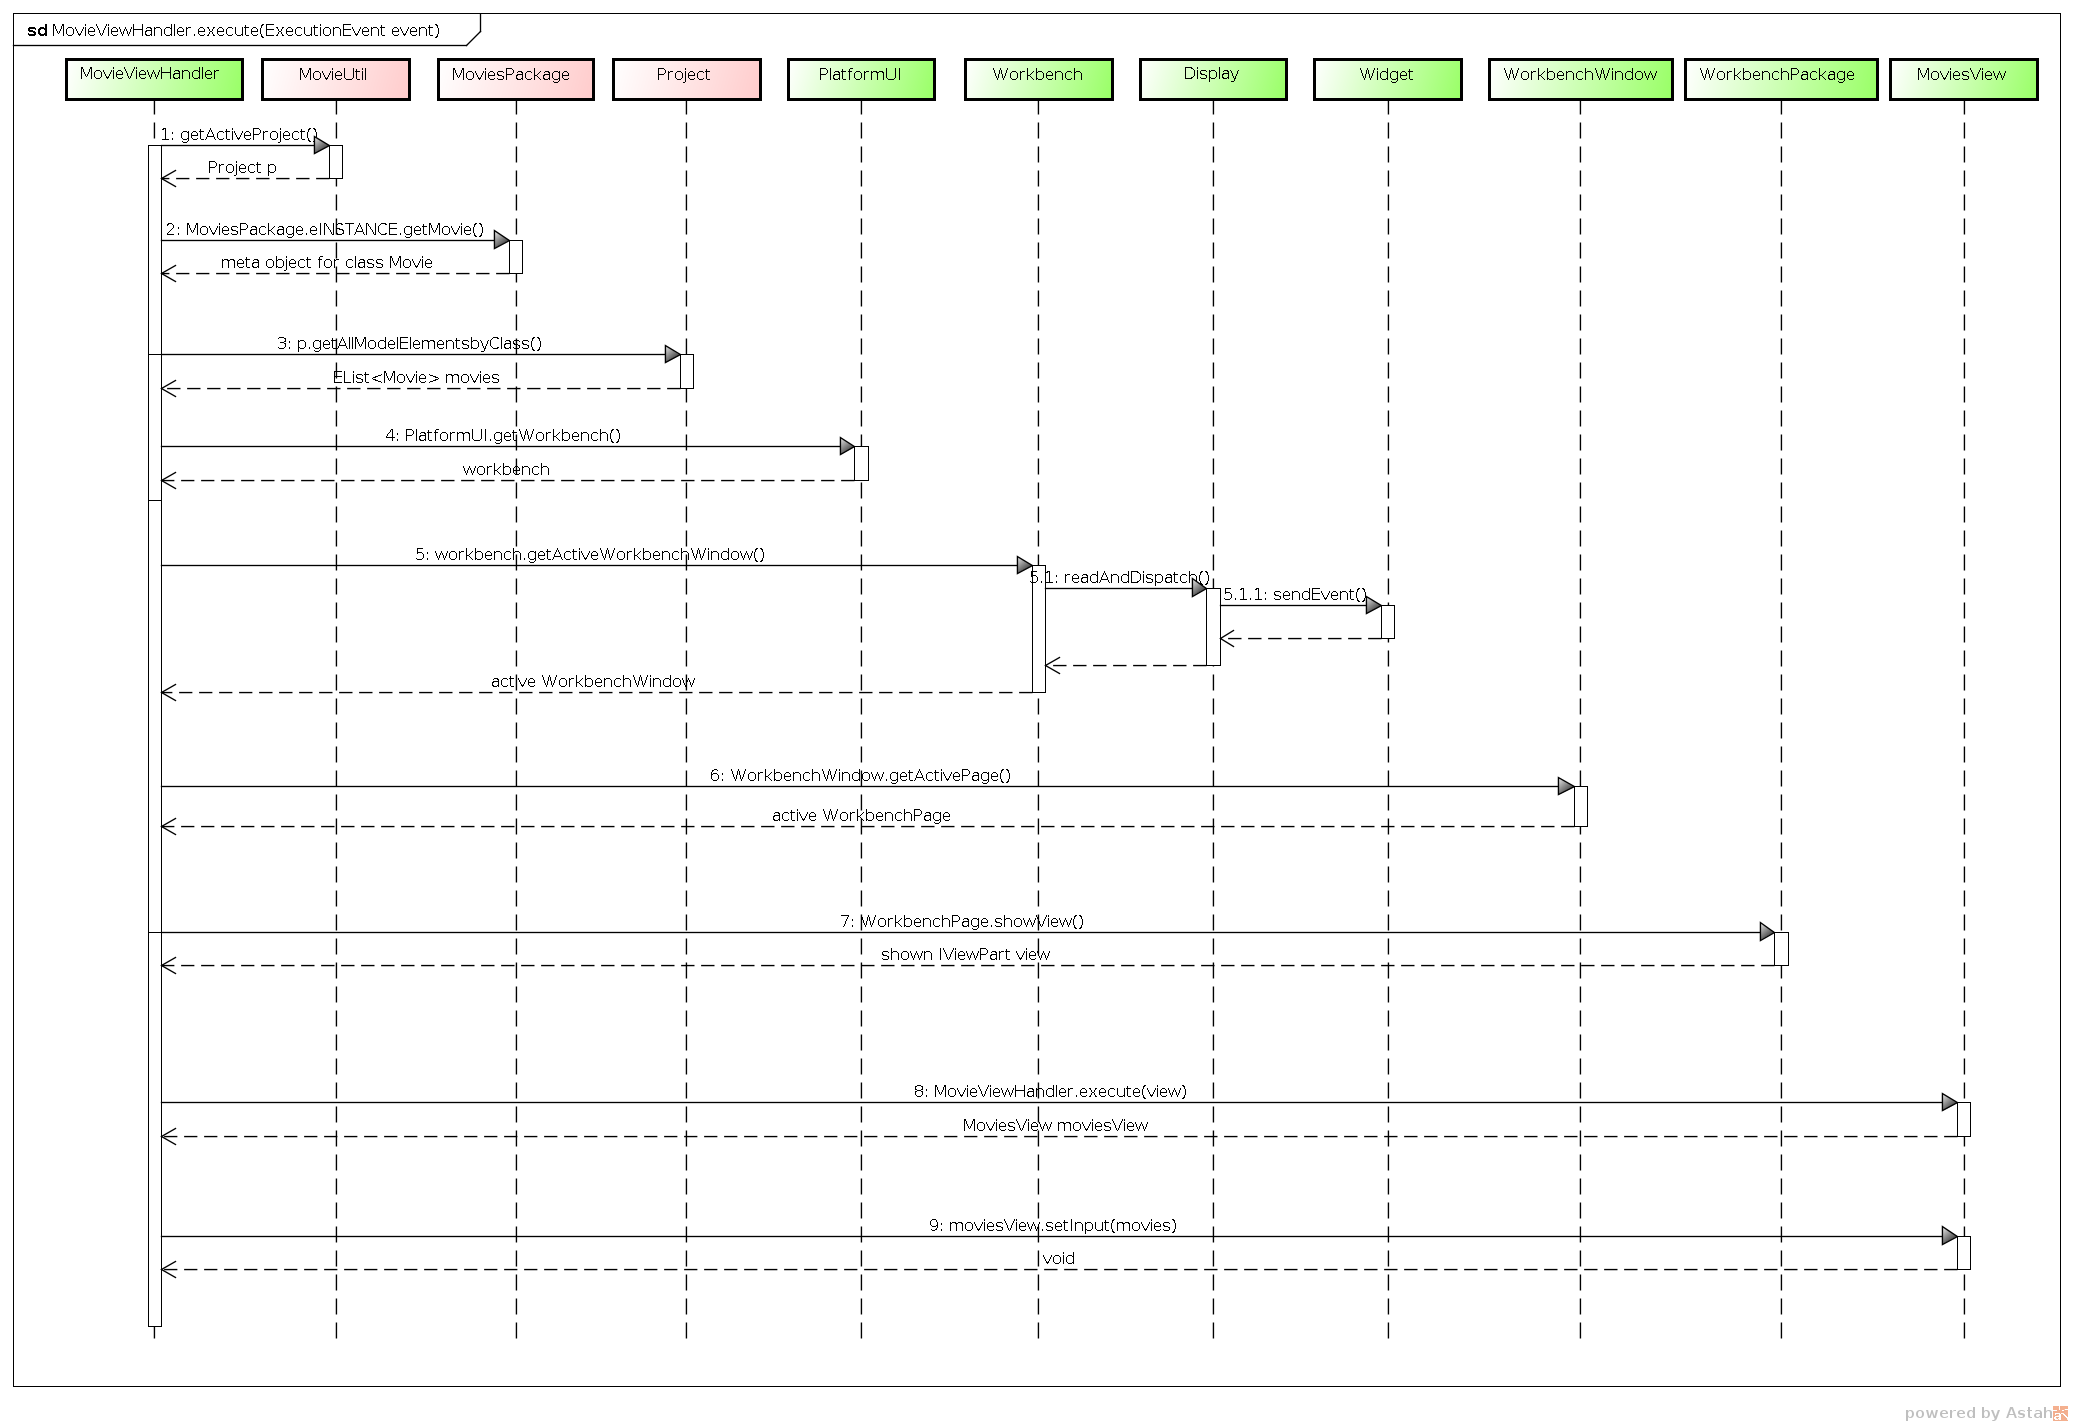 sd MovieViewHandler.execute(ExecutionEvent event)
MovieViewHandler
MovieUtil
MoviesPackage
Project
PlatformUI
Workbench
Display
Widget
WorkbenchWindow
WorkbenchPackage
MoviesView
1: getActiveProject()
Project p
2: MoviesPackage.eINSTANCE.getMovie()
meta object for class Movie
3: p.getAllModelElementsbyClass()
EList<Movie> movies
4: PlatformUI.getWorkbench()
workbench
5: workbench.getActiveWorkbenchWindow()
5.1: readAndDispatch()
5.1.1: sendEvent()
active WorkbenchWindow
6: WorkbenchWindow.getActivePage()
active WorkbenchPage
7: WorkbenchPage.showView()
shown IViewPart view
8: MovieViewHandler.execute(view)
MoviesView moviesView
9: moviesView.setInput(movies)
void
powered by Astah